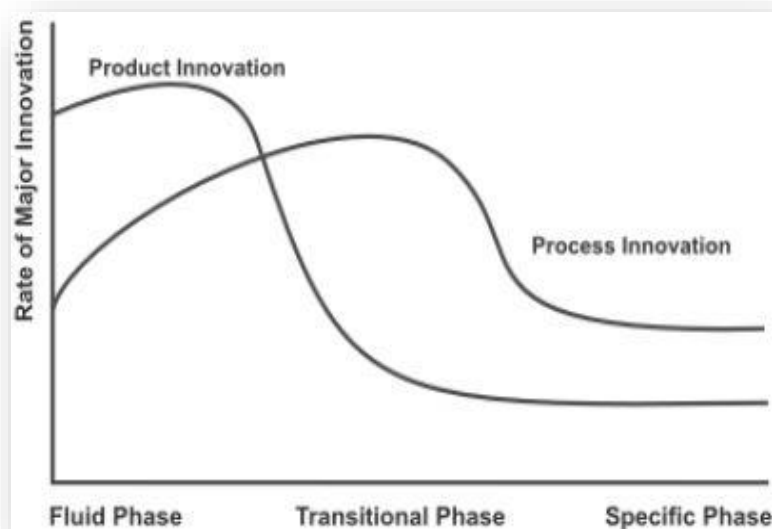 Product Innovation
Rate of Major Innovation
Process Innovation
Fluid Phase Transitional Phase Specific Phase